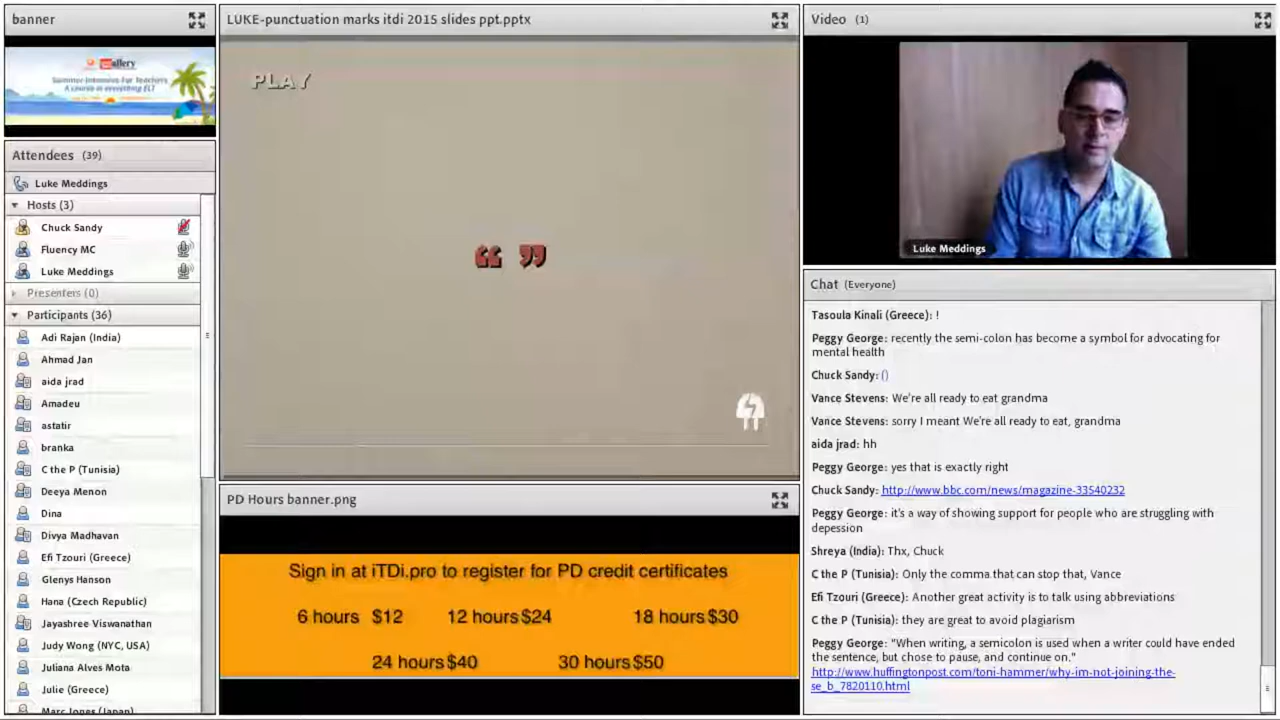 banner
Summer Intensive For Teachers
A course in everything ELT
Attendees (39)
Luke Meddings
Hosts (3)
Chuck Sandy
Fluency MC
Luke Meddings
Presenters (0)
Participants (36)
Adi Rajan (India)
Ahmad Jan
aida jrad
Amadeu
astatir
branka
C the P (Tunisia)
Deeya Menon
Dina
Divya Madhavan
Efi Tzouri (Greece)
Glenys Hanson
Hana (Czech Republic)
Jayashree Viswanathan
Judy Wong (NYC, USA)
Juliana Alves Mota
Julie (Greece)
Marc Jones (Japan)
LUKE-punctuation marks itdi 2015 slides ppt.pptx
PLAY
“ ”
PD Hours banner.png
Sign in at iTDi.pro to register for PD credit certificates
6 hours $12 12 hours $24 18 hours $30
24 hours $40 30 hours $50
Video (1)
Luke Meddings
Chat (Everyone)
Tasoula Kinali (Greece): !
Peggy George: recently the semi-colon has become a symbol for advocating for
mental health
Chuck Sandy: ()
Vance Stevens: We're all ready to eat grandma
Vance Stevens: sorry I meant We're all ready to eat, grandma
aida jrad: hh
Peggy George: yes that is exactly right
Chuck Sandy: http://www.bbc.com/news/magazine-33540232
Peggy George: it's a way of showing support for people who are struggling with
depession
Shreya (India): Thx, Chuck
C the P (Tunisia): Only the comma that can stop that, Vance
Efi Tzouri (Greece): Another great activity is to talk using abbreviations
C the P (Tunisia): they are great to avoid plagiarism
Peggy George: "When writing, a semicolon is used when a writer could have ended
the sentence, but chose to pause, and continue on."
http://www.huffingtonpost.com/toni-hammer/why-im-not-joining-the-
se_b_7820110.html